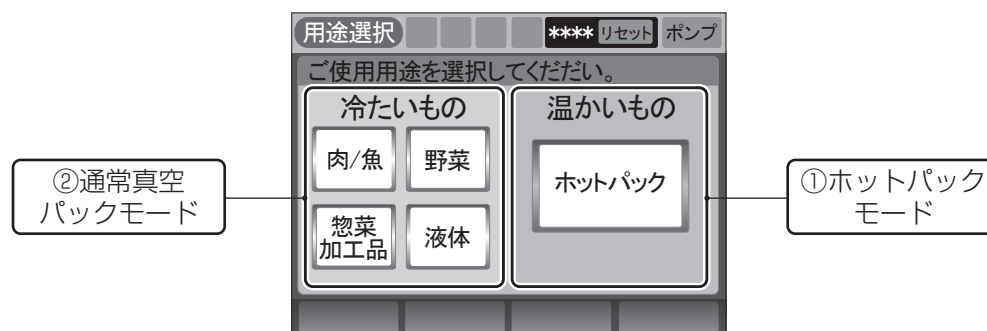 用途選択 **** リセット ポンプ
ご使用用途を選択してくだだい。
冷たいもの
肉/魚 野菜
惣菜
加工品
液体
温かいもの
ホットパック
②通常真空
パックモード
①ホットパック
モード